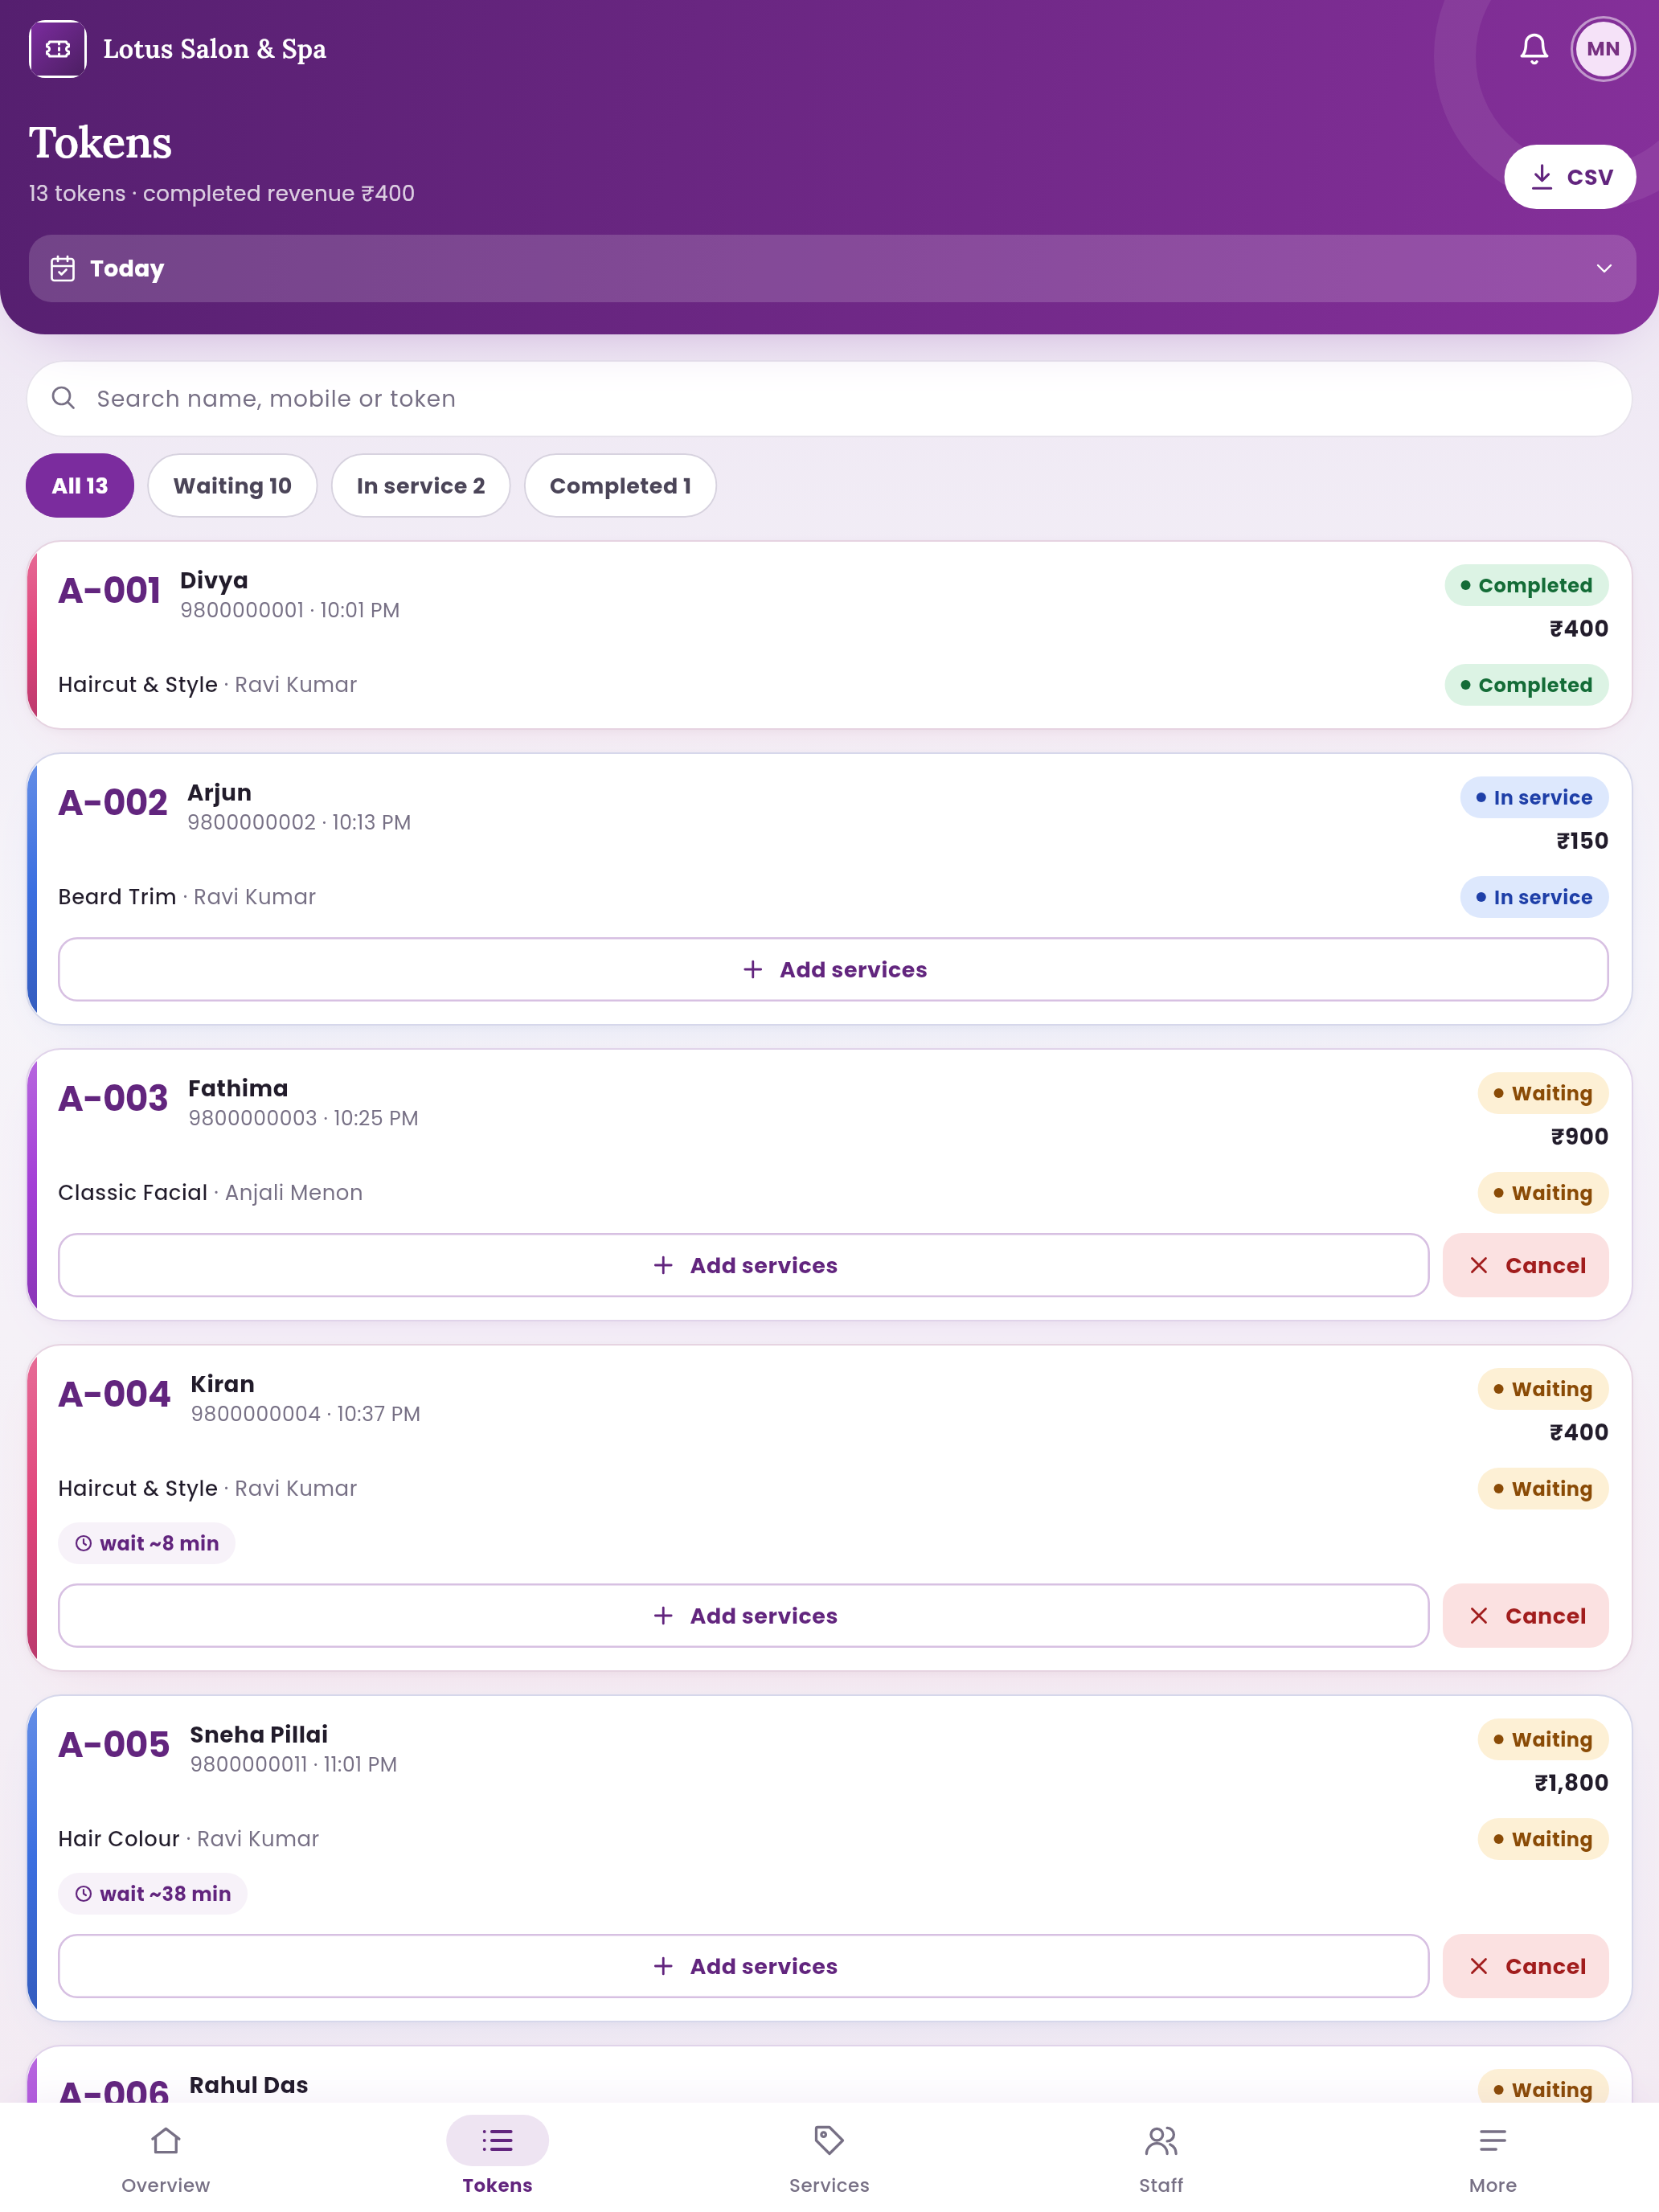 Lotus Salon & Spa
MN
Tokens
13 tokens · completed revenue ₹400
CSV
Today
Search name, mobile or token
All 13
Waiting 10
In service 2
Completed 1
A-001
Divya
9800000001 · 10:01 PM
Completed
₹400
Haircut & Style · Ravi Kumar
Completed
A-002
Arjun
9800000002 · 10:13 PM
In service
₹150
Beard Trim · Ravi Kumar
In service
Add services
A-003
Fathima
9800000003 · 10:25 PM
Waiting
₹900
Classic Facial · Anjali Menon
Waiting
Add services
Cancel
A-004
Kiran
9800000004 · 10:37 PM
Waiting
₹400
Haircut & Style · Ravi Kumar
Waiting
wait ~8 min
Add services
Cancel
A-005
Sneha Pillai
9800000011 · 11:01 PM
Waiting
₹1,800
Hair Colour · Ravi Kumar
Waiting
wait ~38 min
Add services
Cancel
A-006
Rahul Das
Waiting
Overview
Tokens
Services
Staff
More